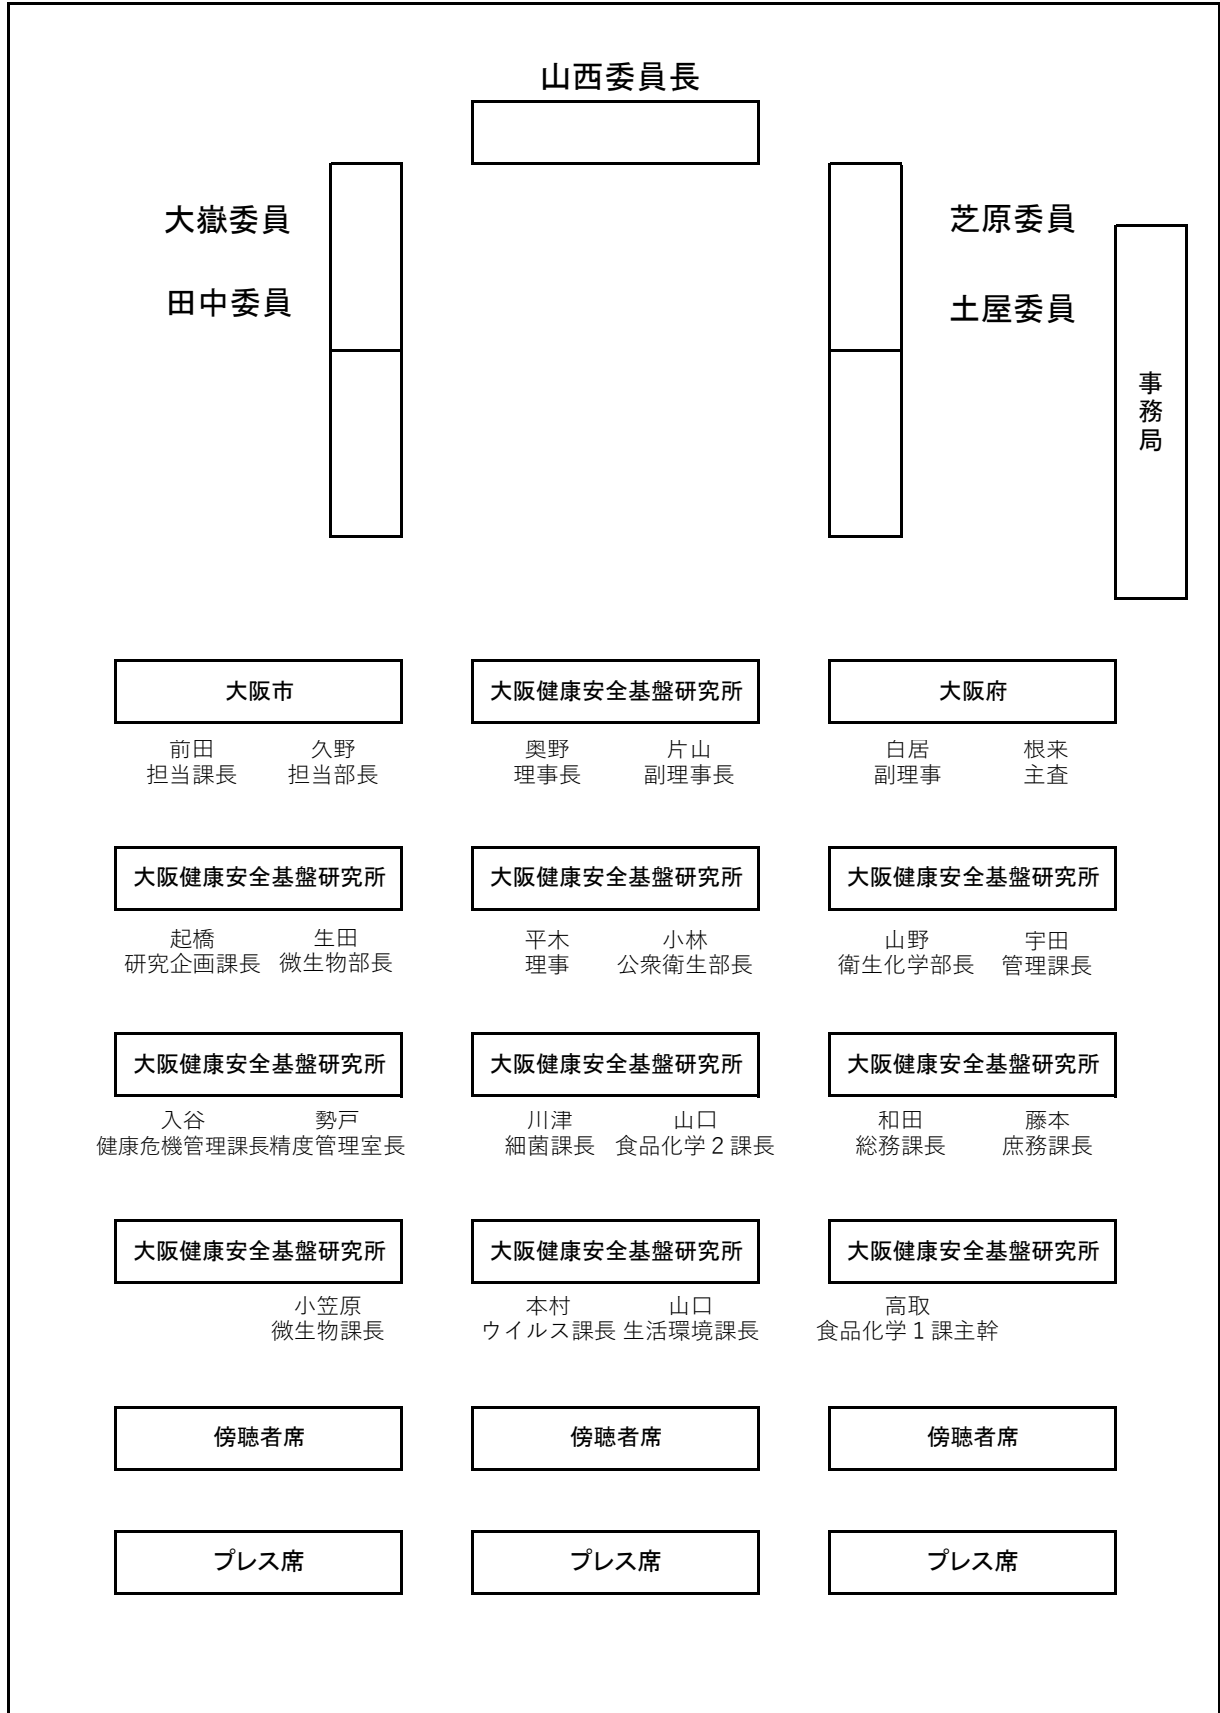 山西委員長
大嶽委員
芝原委員
田中委員
土屋委員
事務局
大阪市
大阪健康安全基盤研究所
大阪府
前田
担当課長
久野
担当部長
奥野
理事長
片山
副理事長
白居
副理事
根来
主査
大阪健康安全基盤研究所
大阪健康安全基盤研究所
大阪健康安全基盤研究所
起橋
研究企画課長
生田
微生物部長
平木
理事
小林
公衆衛生部長
山野
衛生化学部長
宇田
管理課長
大阪健康安全基盤研究所
大阪健康安全基盤研究所
大阪健康安全基盤研究所
入谷
健康危機管理課長
勢戸
精度管理室長
川津
細菌課長
山口
食品化学２課長
和田
総務課長
藤本
庶務課長
大阪健康安全基盤研究所
大阪健康安全基盤研究所
大阪健康安全基盤研究所
小笠原
微生物課長
本村
ウイルス課長
山口
生活環境課長
高取
食品化学１課主幹
傍聴者席
傍聴者席
傍聴者席
プレス席
プレス席
プレス席